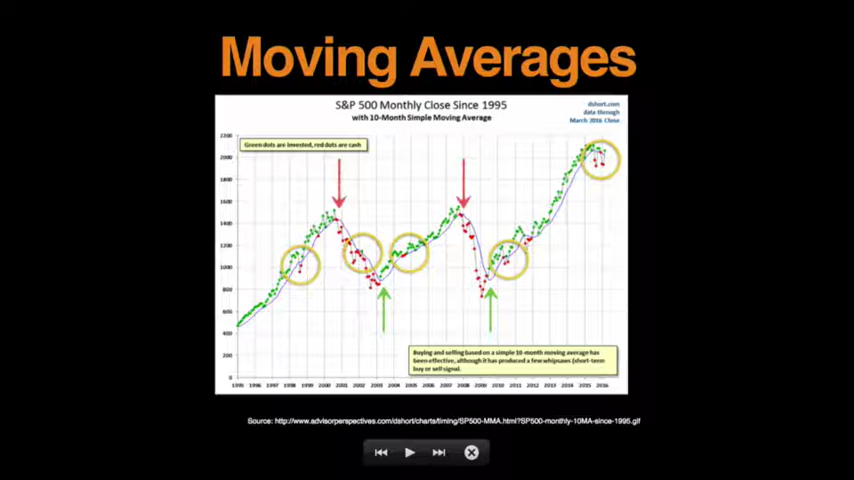 Moving Averages
S&P 500 Monthly Close Since 1995
with 10-Month Simple Moving Average
dshort.com
data through
March 2016 Close
Green dots are invested, red dots are cash
2200
2000
1800
1600
1400
1200
1000
800
600
400
200
0
Buying and selling based on a simple 10-month moving average has
been effective, although it has produced a few whipsaws (short-term
buy or sell signal.
1995 1996 1997 1998 1999 2000 2001 2002 2003 2004 2005 2006 2007 2008 2009 2010 2011 2012 2013 2014 2015 2016
Source: http://www.advisorperspectives.com/dshort/charts/timing/SP500-MMA.html?SP500-monthly-10MA-since-1995.gif